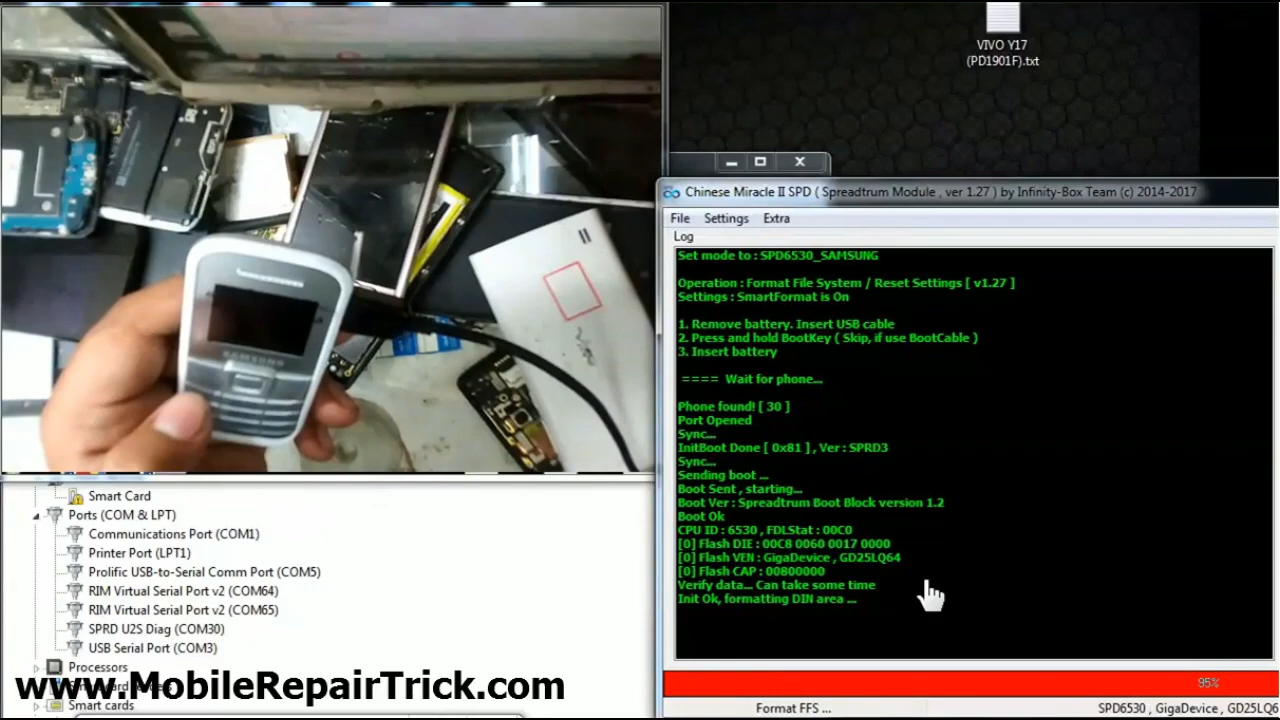 VIVO Y17
(PD1901F).txt
SAMSUNG
Chinese Miracle II SPD ( Spreadtrum Module , ver 1.27 ) by Infinity-Box Team (c) 2014-2017
File Settings Extra
Log
Set mode to : SPD6530_SAMSUNG
Operation : Format File System / Reset Settings [ v1.27 ]
Settings : SmartFormat is On
1. Remove battery. Insert USB cable
2. Press and hold BootKey ( Skip, if use BootCable )
3. Insert battery
==== Wait for phone...
Phone found! [ 30 ]
Port Opened
Sync...
InitBoot Done [ 0x81 ] , Ver : SPRD3
Sync...
Sending boot ...
Boot Sent , starting...
Boot Ver : Spreadtrum Boot Block version 1.2
Boot Ok
CPU ID : 6530 , FDLStat : 00C0
[0] Flash DIE : 00C8 0060 0017 0000
[0] Flash VEN : GigaDevice , GD25LQ64
[0] Flash CAP : 00800000
Verify data... Can take some time
Init Ok, formatting DIN area ...
95%
Format FFS ...
SPD6530 , GigaDevice , GD25LQ6
Smart Card
Ports (COM & LPT)
Communications Port (COM1)
Printer Port (LPT1)
Prolific USB-to-Serial Comm Port (COM5)
RIM Virtual Serial Port v2 (COM64)
RIM Virtual Serial Port v2 (COM65)
SPRD U2S Diag (COM30)
USB Serial Port (COM3)
Processors
www.MobileRepairTrick.com
Smart cards